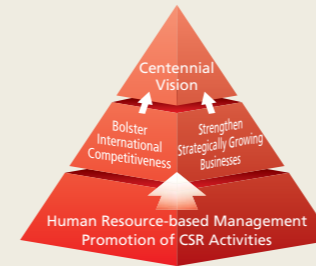 Centennial
Vision
Bolster
International
Competitiveness
Strengthen
Strategically Growing
Businesses
Human Resource-based Management
Promotion of CSR Activities